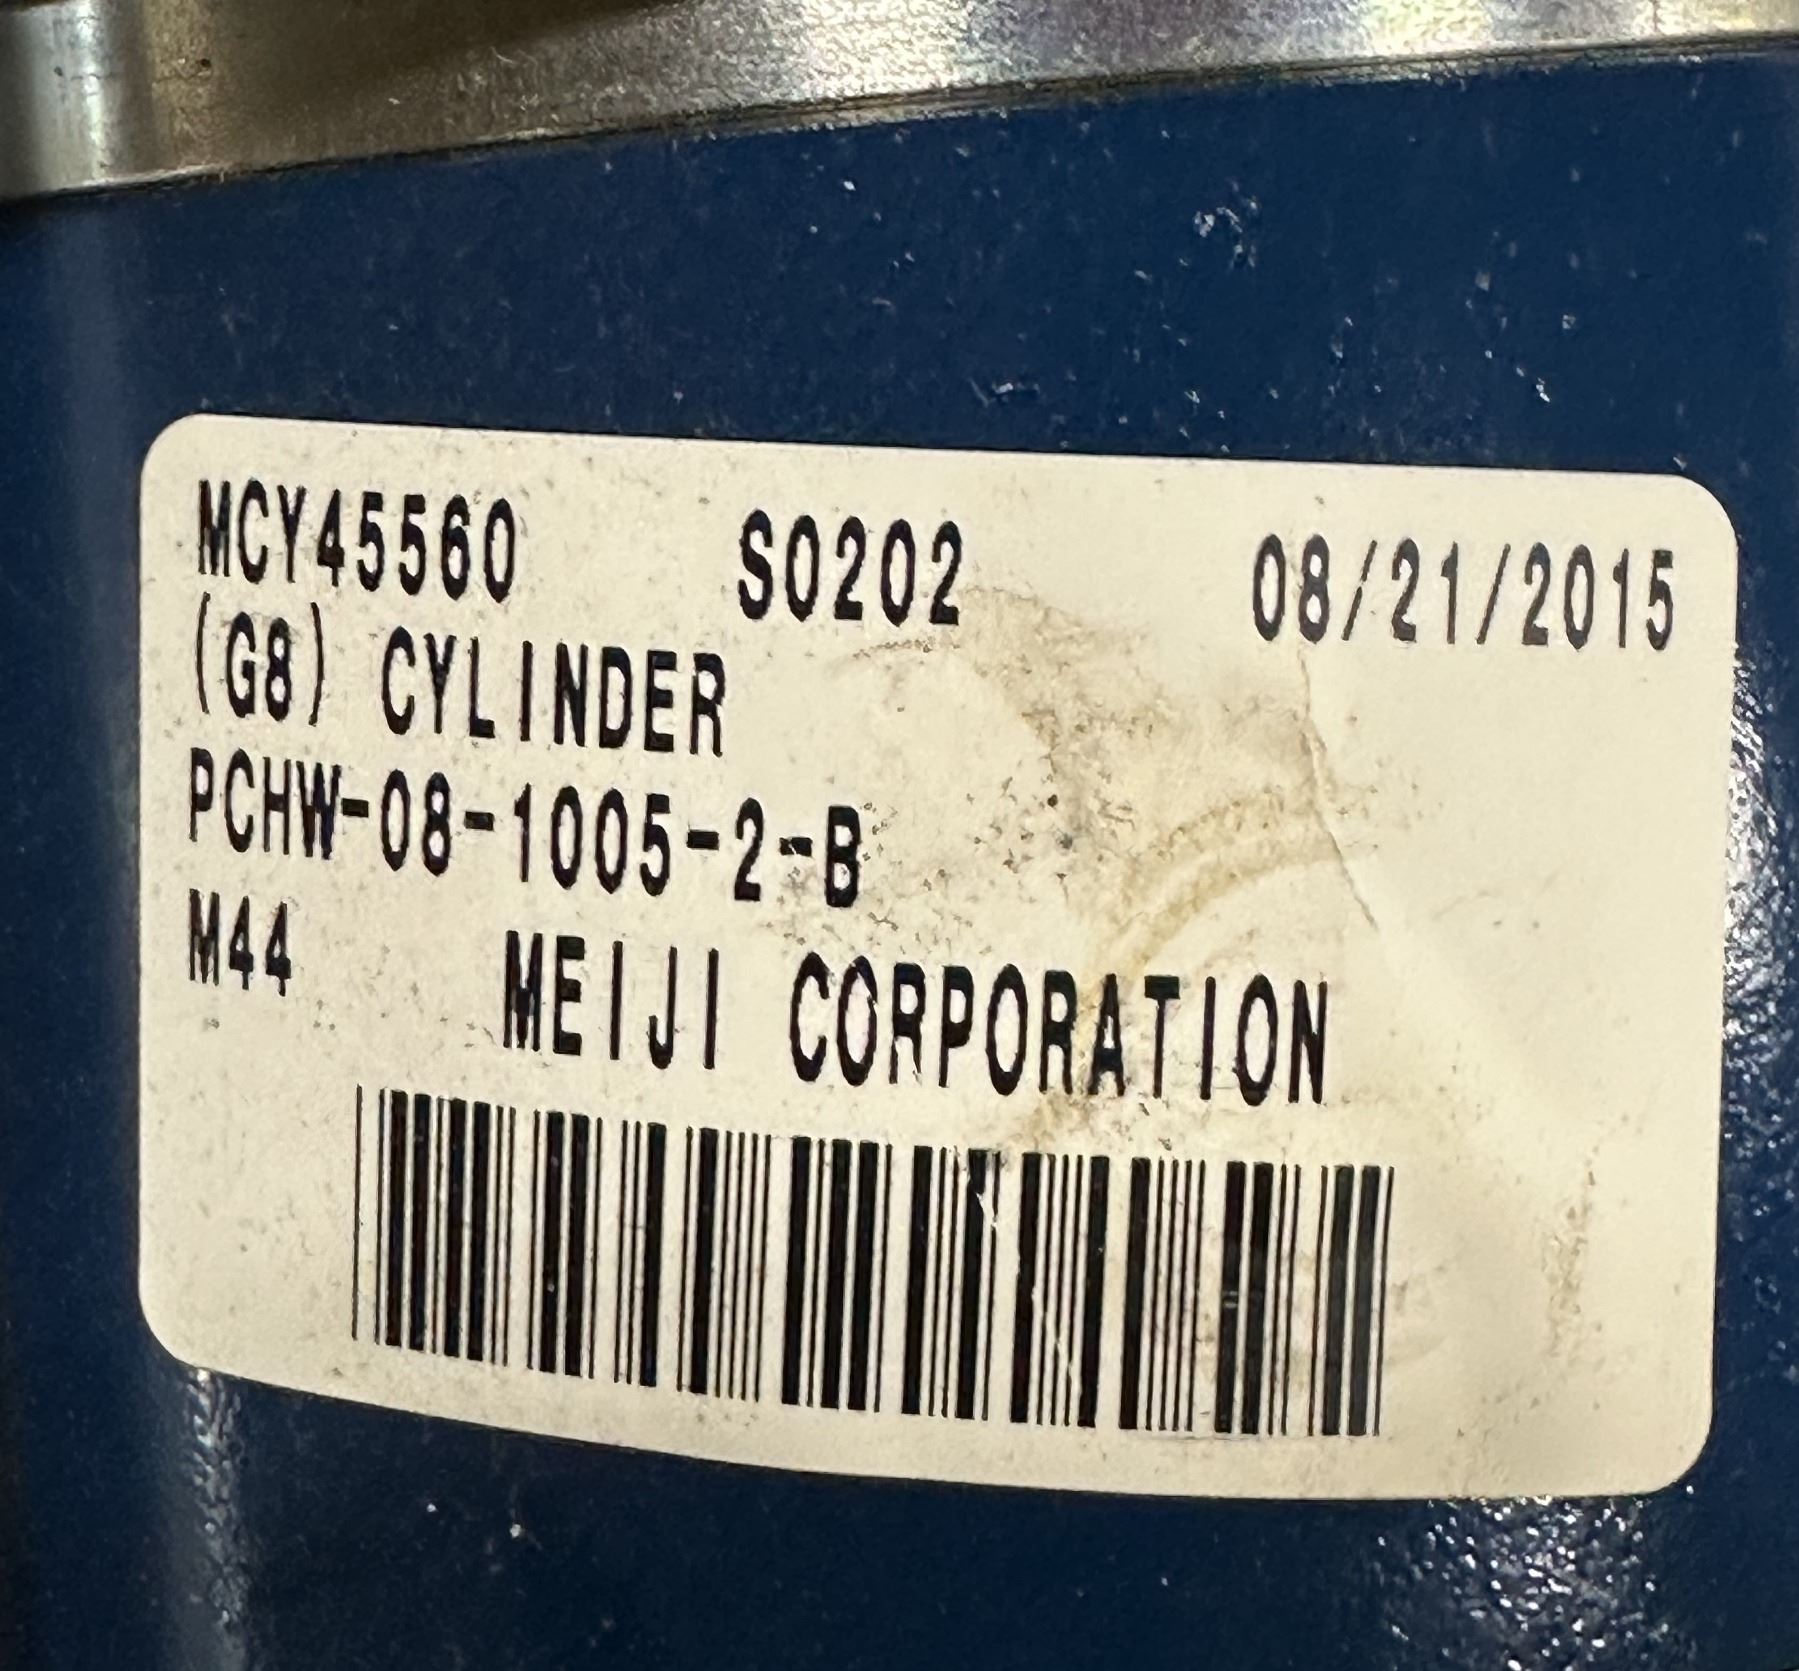 MCY45560 S0202 08/21/2015
(G8) CYLINDER
PCHW-08-1005-2-B
M44 MEIJI CORPORATION